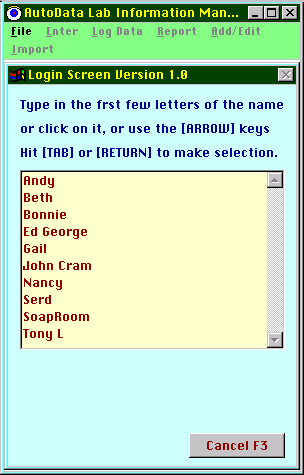 AutoData Lab Information Man...
File Enter Log Data Report Add/Edit
Import
Login Screen Version 1.0
Type in the frst few letters of the name
or click on it, or use the [ARROW] keys
Hit [TAB] or [RETURN] to make selection.
Andy
Beth
Bonnie
Ed George
Gail
John Cram
Nancy
Serd
SoapRoom
Tony L
Cancel F3